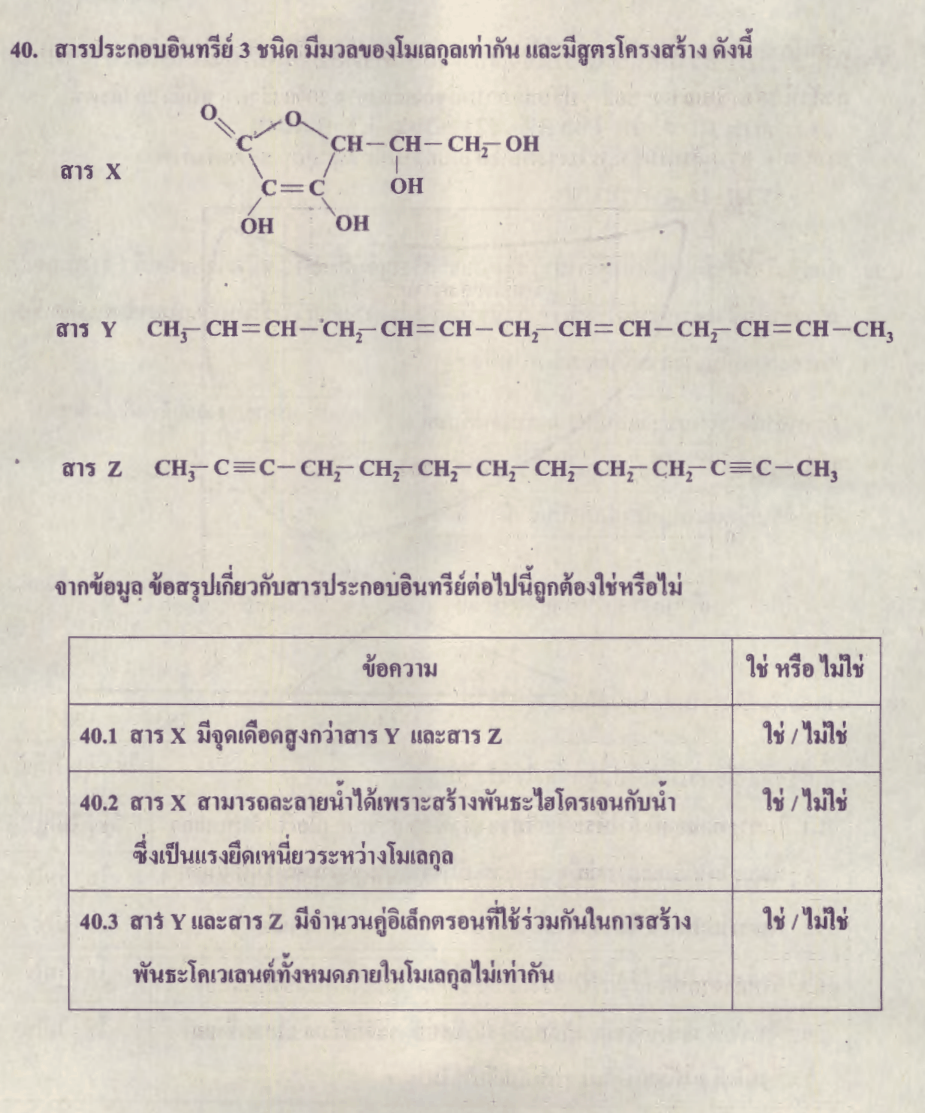 40. สารประกอบอินทรีย์ 3 ชนิด มีมวลของโมเลกุลเท่ากัน และมีสูตรโครงสร้าง ดังนี้
สาร X
O O
C CH−CH−CH₂−OH
C=C OH
OH OH
สาร Y CH₃−CH=CH−CH₂−CH=CH−CH₂−CH=CH−CH₂−CH=CH−CH₃
สาร Z CH₃−C≡C−CH₂−CH₂−CH₂−CH₂−CH₂−CH₂−CH₂−C≡C−CH₃
จากข้อมูล ข้อสรุปเกี่ยวกับสารประกอบอินทรีย์ต่อไปนี้ถูกต้องใช่หรือไม่
ข้อความ ใช่ หรือ ไม่ใช่
40.1 สาร X มีจุดเดือดสูงกว่าสาร Y และสาร Z ใช่ / ไม่ใช่
40.2 สาร X สามารถละลายน้ำได้เพราะสร้างพันธะไฮโดรเจนกับน้ำ ใช่ / ไม่ใช่
ซึ่งเป็นแรงยึดเหนี่ยวระหว่างโมเลกุล
40.3 สาร Y และสาร Z มีจำนวนคู่อิเล็กตรอนที่ใช้ร่วมกันในการสร้าง ใช่ / ไม่ใช่
พันธะโคเวเลนต์ทั้งหมดภายในโมเลกุลไม่เท่ากัน